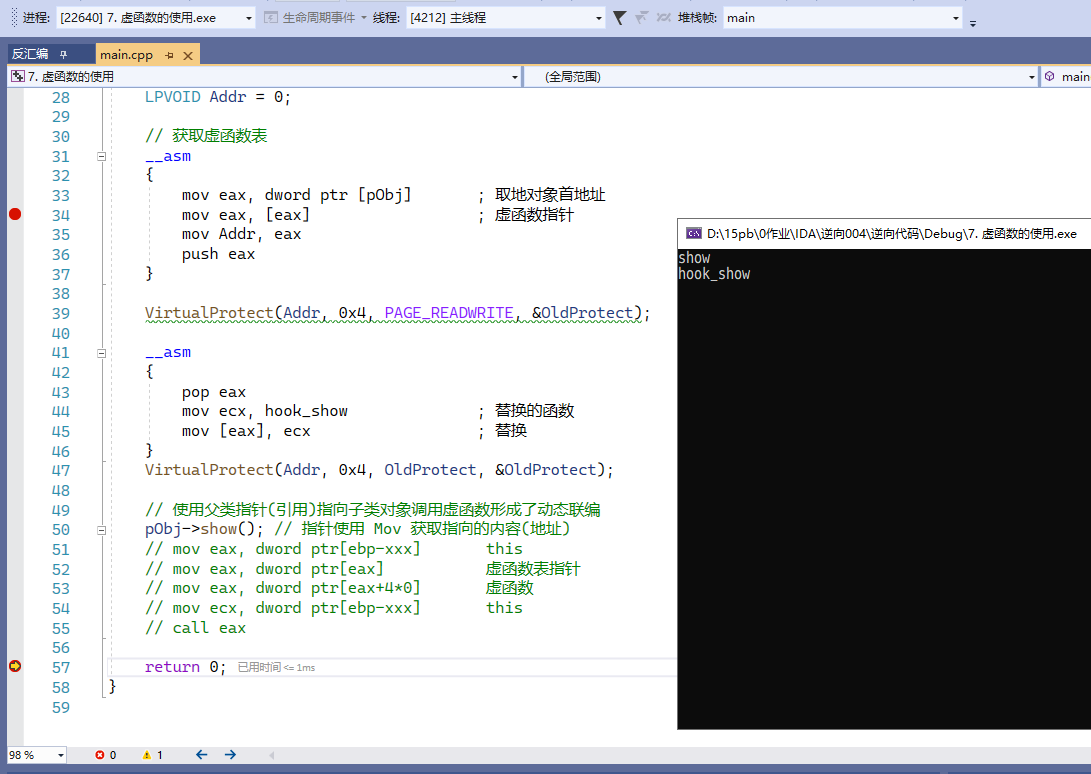 进程: [22640] 7. 虚函数的使用.exe 生命周期事件 线程: [4212] 主线程 堆栈帧: main
反汇编 main.cpp
7. 虚函数的使用 (全局范围) main
28 LPVOID Addr = 0;
29
30 // 获取虚函数表
31 __asm
32 {
33 mov eax, dword ptr [pObj] ; 取地对象首地址
34 mov eax, [eax] ; 虚函数指针
35 mov Addr, eax
36 push eax
37 }
38
39 VirtualProtect(Addr, 0x4, PAGE_READWRITE, &OldProtect);
40
41 __asm
42 {
43 pop eax
44 mov ecx, hook_show ; 替换的函数
45 mov [eax], ecx ; 替换
46 }
47 VirtualProtect(Addr, 0x4, OldProtect, &OldProtect);
48
49 // 使用父类指针(引用)指向子类对象调用虚函数形成了动态联编
50 pObj->show(); // 指针使用 Mov 获取指向的内容(地址)
51 // mov eax, dword ptr[ebp-xxx] this
52 // mov eax, dword ptr[eax] 虚函数表指针
53 // mov eax, dword ptr[eax+4*0] 虚函数
54 // mov ecx, dword ptr[ebp-xxx] this
55 // call eax
56
57 return 0; 已用时间 <= 1ms
58 }
59
D:\15pb\0作业\IDA\逆向004\逆向代码\Debug\7. 虚函数的使用.exe
show
hook_show
98 % 0 1